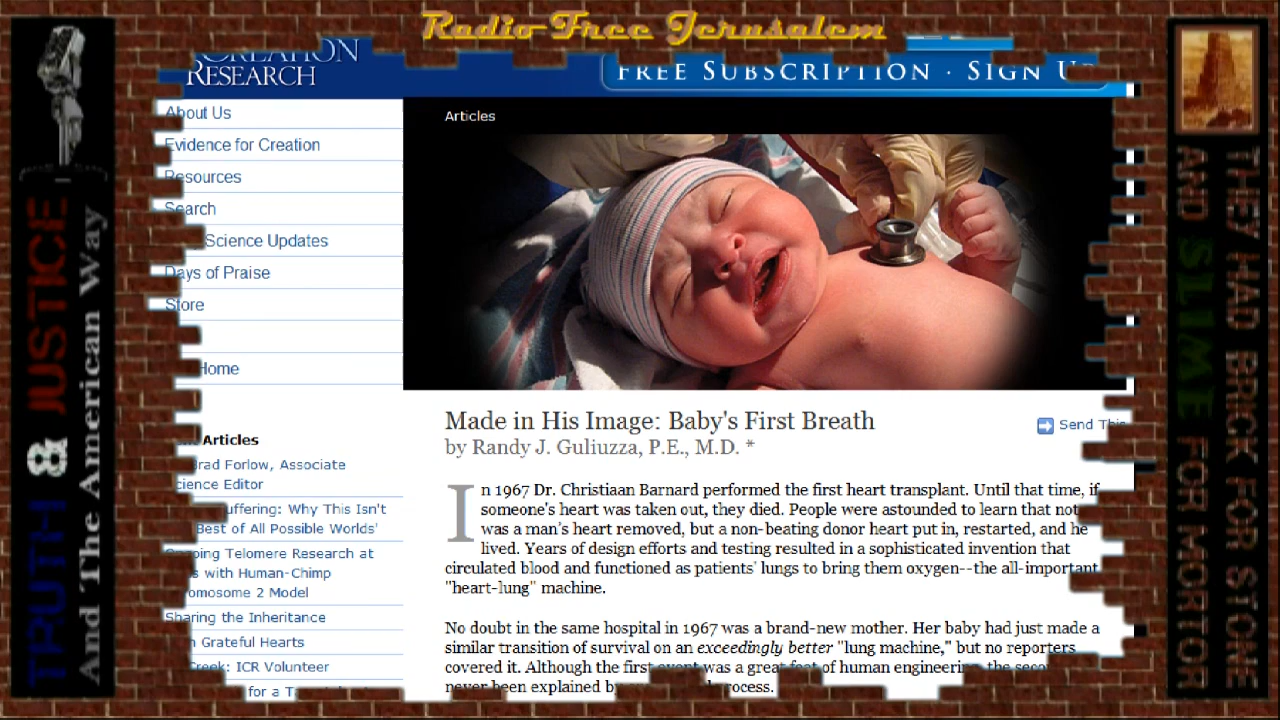 Radio Free Jerusalem
CREATION
RESEARCH
FREE SUBSCRIPTION · SIGN UP
TRUTH & JUSTICE
And The American Way
About Us
Evidence for Creation
Resources
Search
Science Updates
Days of Praise
Store
Home
Articles
Brad Forlow, Associate
Science Editor
Suffering: Why This Isn't
Best of All Possible Worlds'
Ongoing Telomere Research at
s with Human-Chimp
Chromosome 2 Model
Sharing the Inheritance
Grateful Hearts
Creek: ICR Volunteer
for a
Articles
Made in His Image: Baby's First Breath
by Randy J. Guliuzza, P.E., M.D. *
Send This
In 1967 Dr. Christiaan Barnard performed the first heart transplant. Until that time, if
someone's heart was taken out, they died. People were astounded to learn that not
was a man's heart removed, but a non-beating donor heart put in, restarted, and he
lived. Years of design efforts and testing resulted in a sophisticated invention that
circulated blood and functioned as patients' lungs to bring them oxygen--the all-important
"heart-lung" machine.
No doubt in the same hospital in 1967 was a brand-new mother. Her baby had just made a
similar transition of survival on an exceedingly better "lung machine," but no reporters
covered it. Although the first event was a great feat of human engineering, the
never been explained by process.
THEY HAD BRICK FOR STONE
AND SLIME FOR MORTOR